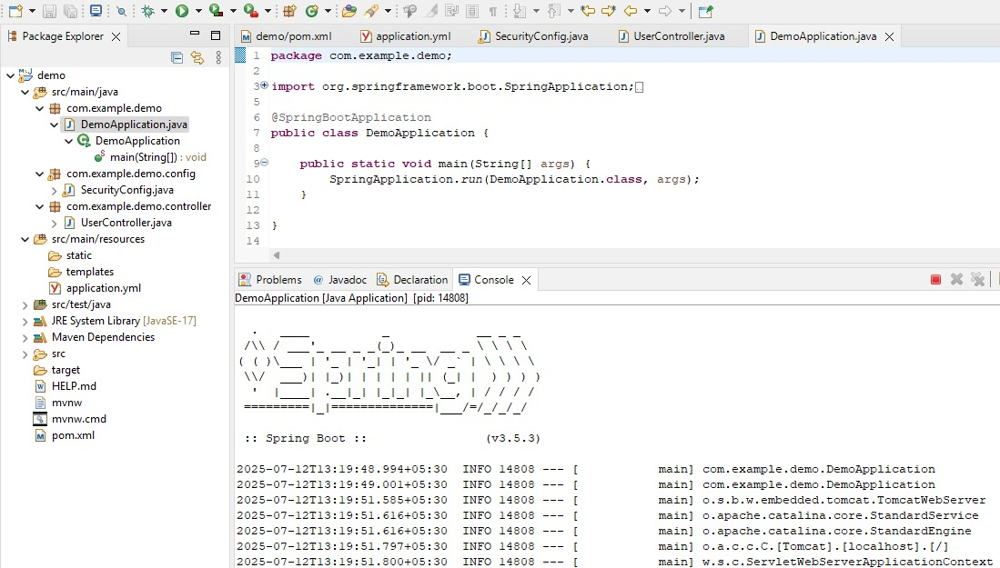 Package Explorer
demo
src/main/java
com.example.demo
DemoApplication.java
DemoApplication
main(String[]) : void
com.example.demo.config
SecurityConfig.java
com.example.demo.controller
UserController.java
src/main/resources
static
templates
application.yml
src/test/java
JRE System Library [JavaSE-17]
Maven Dependencies
src
target
HELP.md
mvnw
mvnw.cmd
pom.xml
demo/pom.xml application.yml SecurityConfig.java UserController.java DemoApplication.java
1 package com.example.demo;
2
3 import org.springframework.boot.SpringApplication;
5
6 @SpringBootApplication
7 public class DemoApplication {
8
9 public static void main(String[] args) {
10 SpringApplication.run(DemoApplication.class, args);
11 }
12
13 }
14
Problems @ Javadoc Declaration Console
DemoApplication [Java Application] [pid: 14808]
  .   ____          _            __ _ _
 /\\ / ___'_ __ _ _(_)_ __  __ _ \ \ \ \
( ( )\___ | '_ | '_| | '_ \/ _` | \ \ \ \
 \\/  ___)| |_)| | | | | || (_| |  ) ) ) )
  '  |____| .__|_| |_|_| |_\__, | / / / /
 =========|_|==============|___/=/_/_/_/
:: Spring Boot :: (v3.5.3)
2025-07-12T13:19:48.994+05:30 INFO 14808 --- [ main] com.example.demo.DemoApplication
2025-07-12T13:19:49.001+05:30 INFO 14808 --- [ main] com.example.demo.DemoApplication
2025-07-12T13:19:51.585+05:30 INFO 14808 --- [ main] o.s.b.w.embedded.tomcat.TomcatWebServer
2025-07-12T13:19:51.616+05:30 INFO 14808 --- [ main] o.apache.catalina.core.StandardService
2025-07-12T13:19:51.616+05:30 INFO 14808 --- [ main] o.apache.catalina.core.StandardEngine
2025-07-12T13:19:51.797+05:30 INFO 14808 --- [ main] o.a.c.c.C.[Tomcat].[localhost].[/]
2025-07-12T13:19:51.800+05:30 INFO 14808 --- [ main] w.s.c.ServletWebServerApplicationContext